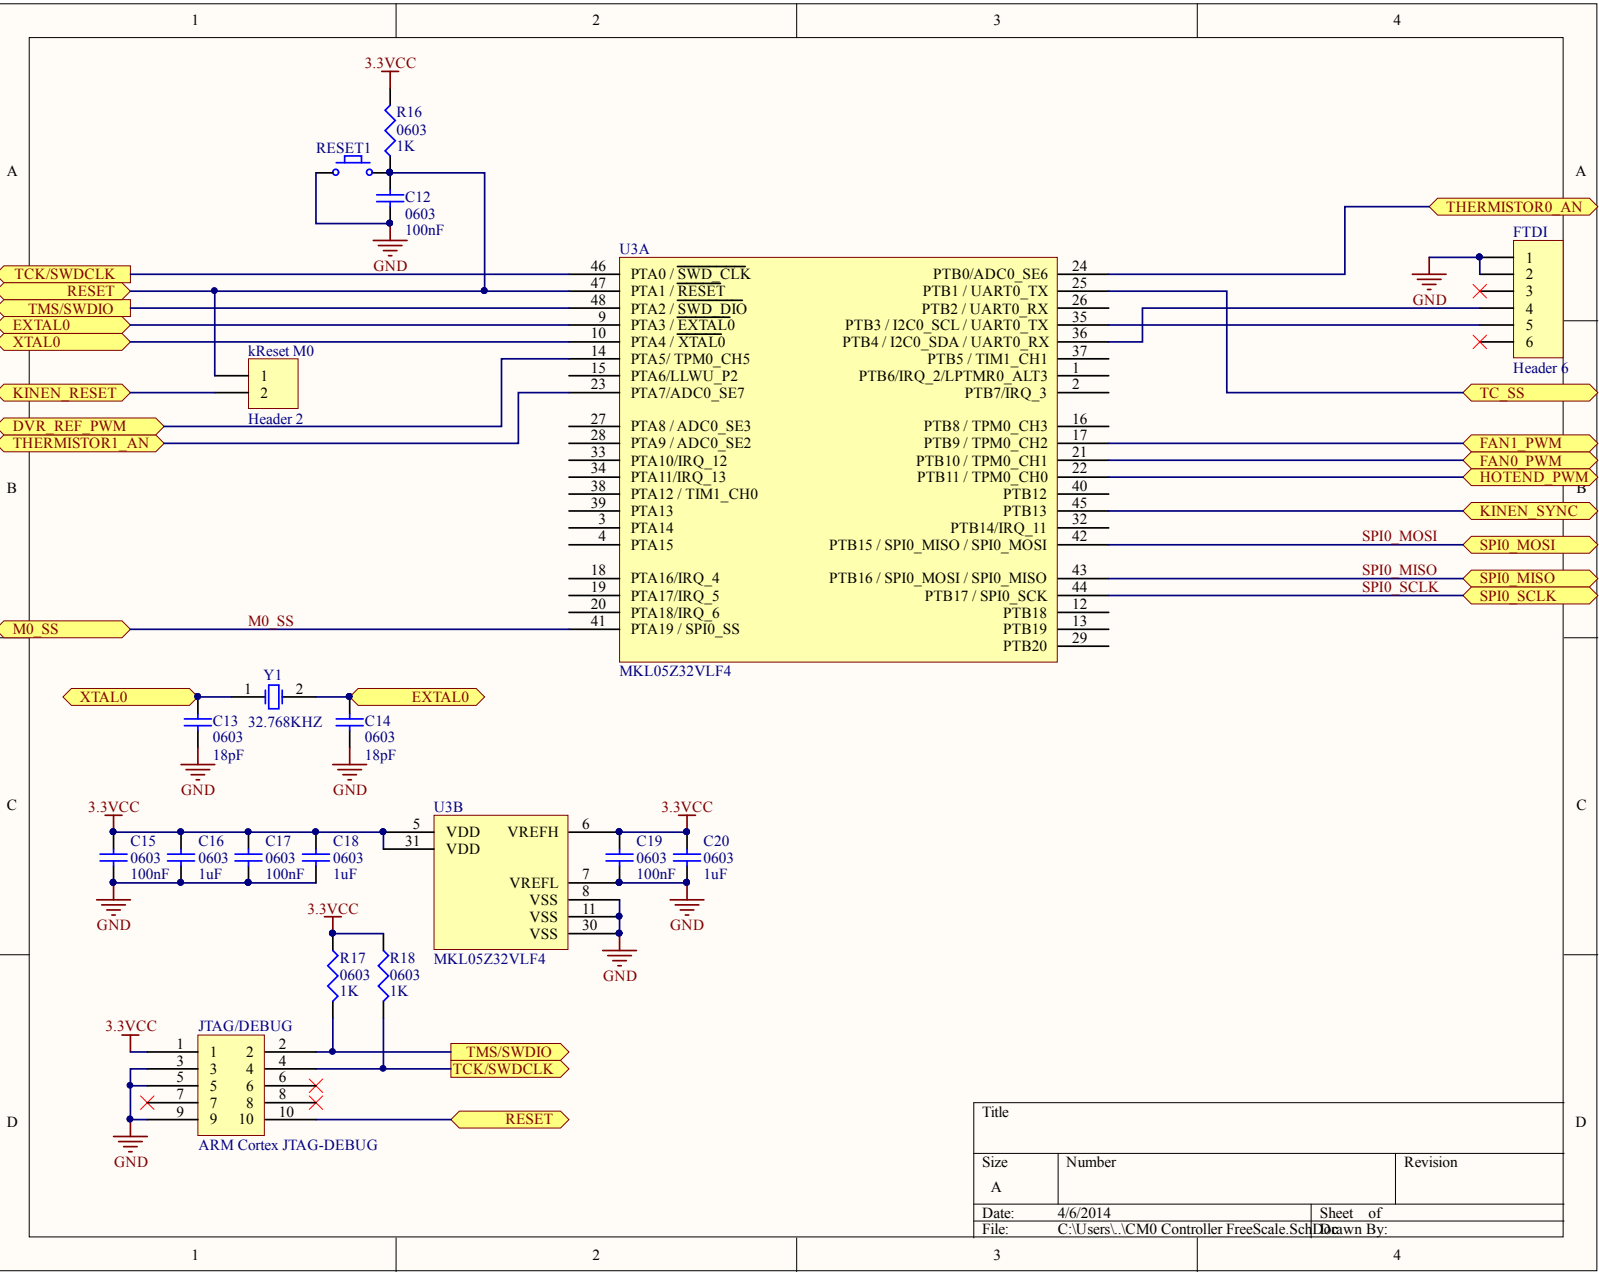 1 2 3 4
3.3VCC
R16
0603
1K
RESET1
A A
C12
0603
100nF
GND
THERMISTOR0_AN
FTDI
1
2
3
4
5
6
GND
Header 6
U3A
TCK/SWDCLK 46 PTA0 / SWD_CLK PTB0/ADC0_SE6 24
RESET 47 PTA1 / RESET PTB1 / UART0_TX 25
TMS/SWDIO 48 PTA2 / SWD_DIO PTB2 / UART0_RX 26
EXTAL0 9 PTA3 / EXTAL0 PTB3 / I2C0_SCL / UART0_TX 35
XTAL0 10 PTA4 / XTAL0 PTB4 / I2C0_SDA / UART0_RX 36
14 PTA5/ TPM0_CH5 PTB5 / TIM1_CH1 37
15 PTA6/LLWU_P2 PTB6/IRQ_2/LPTMR0_ALT3 1
23 PTA7/ADC0_SE7 PTB7/IRQ_3 2
kReset M0
1
2
Header 2
KINEN_RESET
TC_SS
DVR_REF_PWM 27 PTA8 / ADC0_SE3 PTB8 / TPM0_CH3 16
THERMISTOR1_AN 28 PTA9 / ADC0_SE2 PTB9 / TPM0_CH2 17 FAN1_PWM
33 PTA10/IRQ_12 PTB10 / TPM0_CH1 21 FAN0_PWM
34 PTA11/IRQ_13 PTB11 / TPM0_CH0 22 HOTEND_PWM
B B
38 PTA12 / TIM1_CH0 PTB12 40
39 PTA13 PTB13 45 KINEN_SYNC
3 PTA14 PTB14/IRQ_11 32
4 PTA15 PTB15 / SPI0_MISO / SPI0_MOSI 42 SPI0_MOSI SPI0_MOSI
18 PTA16/IRQ_4 PTB16 / SPI0_MOSI / SPI0_MISO 43 SPI0_MISO SPI0_MISO
19 PTA17/IRQ_5 PTB17 / SPI0_SCK 44 SPI0_SCLK SPI0_SCLK
20 PTA18/IRQ_6 PTB18 12
M0_SS M0_SS 41 PTA19 / SPI0_SS PTB19 13
PTB20 29
MKL05Z32VLF4
Y1
XTAL0 1 2 EXTAL0
C13 32.768KHZ C14
0603 0603
18pF 18pF
GND GND
C C
3.3VCC U3B 3.3VCC
5 VDD VREFH 6
31 VDD
C15 C16 C17 C18 C19 C20
0603 0603 0603 0603 0603 0603
100nF 1uF 100nF 1uF 100nF 1uF
VREFL 7
VSS 8
VSS 11
VSS 30
GND GND
GND
MKL05Z32VLF4
3.3VCC
R17 R18
0603 0603
1K 1K
3.3VCC JTAG/DEBUG
1 1 2 2 TMS/SWDIO
3 3 4 4 TCK/SWDCLK
5 5 6 6
7 7 8 8
9 9 10 10 RESET
GND
ARM Cortex JTAG-DEBUG
D D
Title
Size Number Revision
A
Date: 4/6/2014 Sheet of
File: C:\Users\..\CM0 Controller FreeScale.SchDoc Drawn By:
1 2 3 4